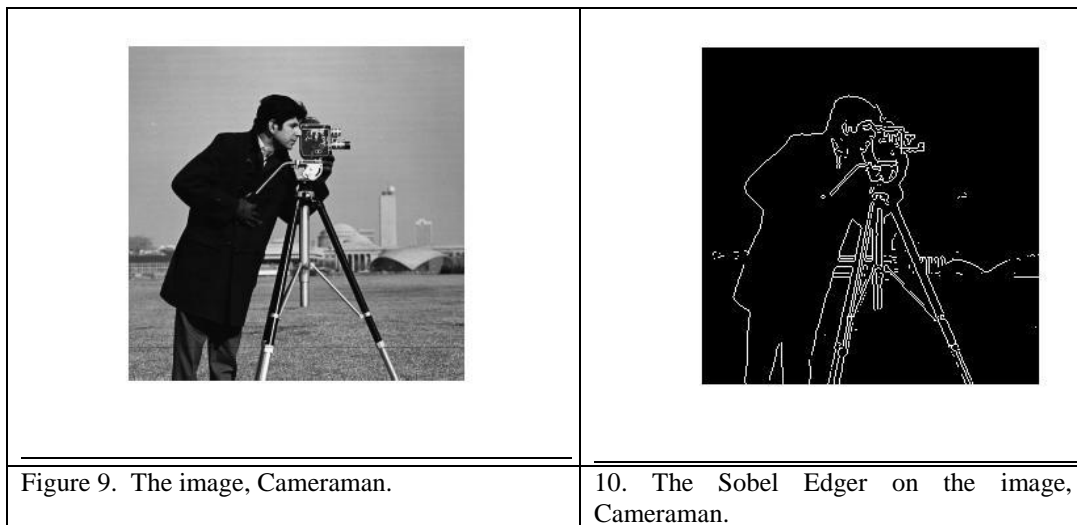 Figure 9. The image, Cameraman.
10. The Sobel Edger on the image,
Cameraman.